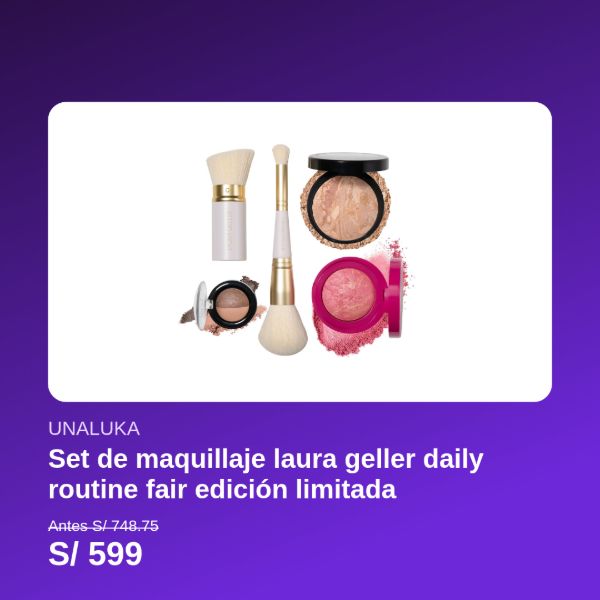 UNALUKA
Set de maquillaje laura geller daily
routine fair edición limitada
Antes S/ 748.75
S/ 599